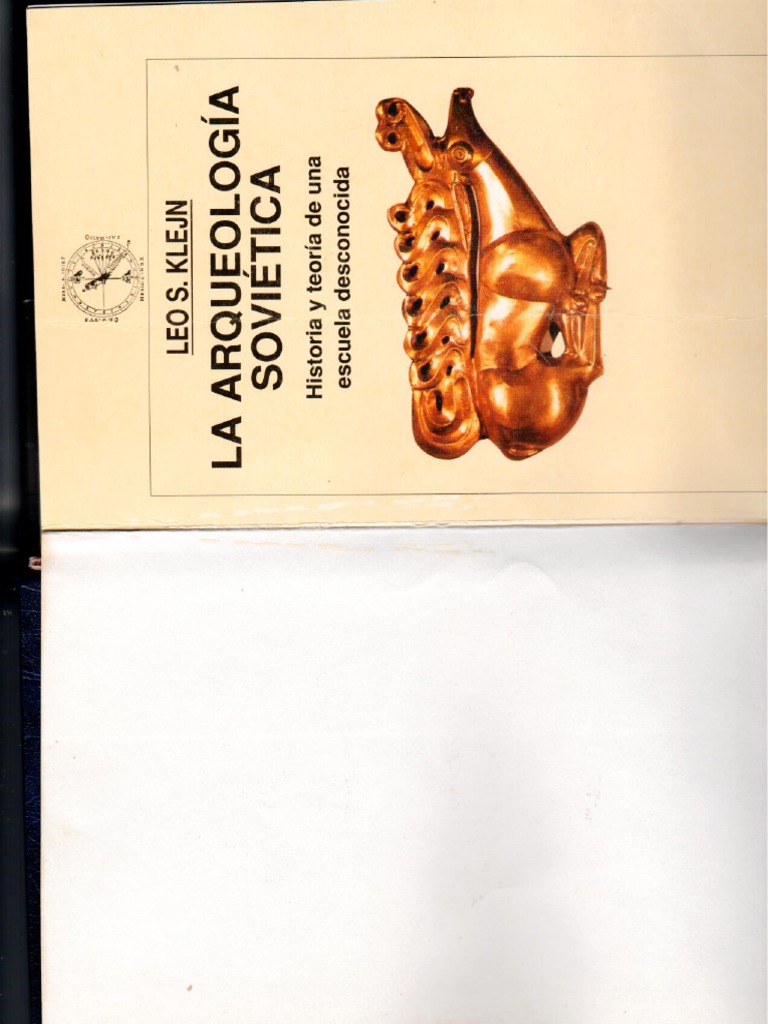 LEO S. KLEJN
LA ARQUEOLOGÍA
SOVIÉTICA
Historia y teoría de una
escuela desconocida